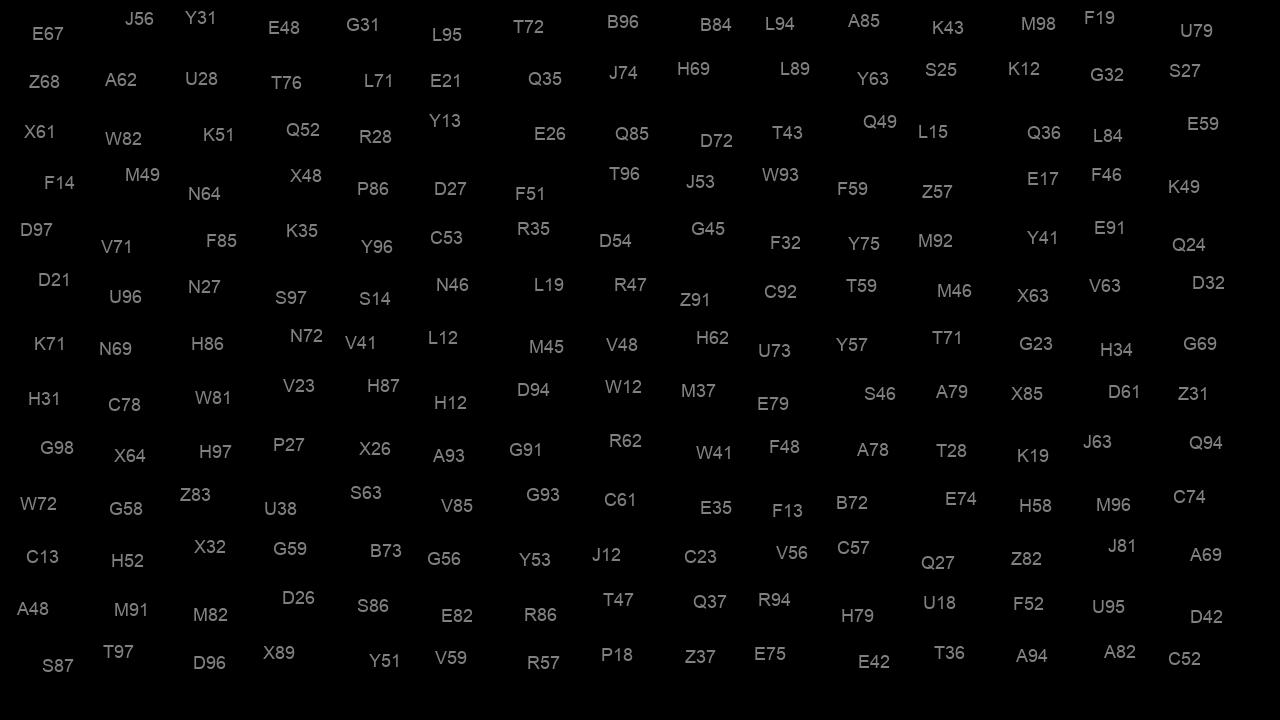 E67 J56 Y31 E48 G31 L95 T72 B96 B84 L94 A85 K43 M98 F19 U79
Z68 A62 U28 T76 L71 E21 Q35 J74 H69 L89 Y63 S25 K12 G32 S27
X61 W82 K51 Q52 R28 Y13 E26 Q85 D72 T43 Q49 L15 Q36 L84 E59
F14 M49 N64 X48 P86 D27 F51 T96 J53 W93 F59 Z57 E17 F46 K49
D97 V71 F85 K35 Y96 C53 R35 D54 G45 F32 Y75 M92 Y41 E91 Q24
D21 U96 N27 S97 S14 N46 L19 R47 Z91 C92 T59 M46 X63 V63 D32
K71 N69 H86 N72 V41 L12 M45 V48 H62 U73 Y57 T71 G23 H34 G69
H31 C78 W81 V23 H87 H12 D94 W12 M37 E79 S46 A79 X85 D61 Z31
G98 X64 H97 P27 X26 A93 G91 R62 W41 F48 A78 T28 K19 J63 Q94
W72 G58 Z83 U38 S63 V85 G93 C61 E35 F13 B72 E74 H58 M96 C74
C13 H52 X32 G59 B73 G56 Y53 J12 C23 V56 C57 Q27 Z82 J81 A69
A48 M91 M82 D26 S86 E82 R86 T47 Q37 R94 H79 U18 F52 U95 D42
S87 T97 D96 X89 Y51 V59 R57 P18 Z37 E75 E42 T36 A94 A82 C52